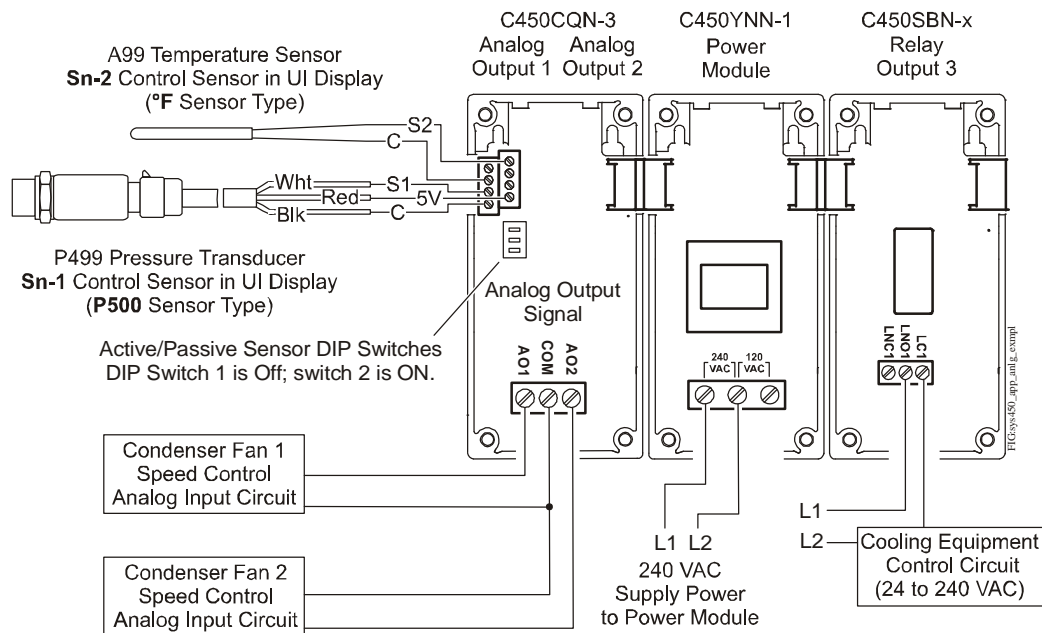 C450CQN-3
Analog Analog
Output 1 Output 2
C450YNN-1
Power
Module
C450SBN-x
Relay
Output 3
A99 Temperature Sensor
Sn-2 Control Sensor in UI Display
(°F Sensor Type)
S2
C
Wht
S1
Red
5V
Blk
C
P499 Pressure Transducer
Sn-1 Control Sensor in UI Display
(P500 Sensor Type)
Active/Passive Sensor DIP Switches
DIP Switch 1 is Off; switch 2 is ON.
Analog Output
Signal
AO1
COM
AO2
240
VAC
120
VAC
LNC1
LNO1
LC1
FIG:sys450_app_anlg_exmpl
Condenser Fan 1
Speed Control
Analog Input Circuit
Condenser Fan 2
Speed Control
Analog Input Circuit
L1 L2
240 VAC
Supply Power
to Power Module
L1
L2
Cooling Equipment
Control Circuit
(24 to 240 VAC)